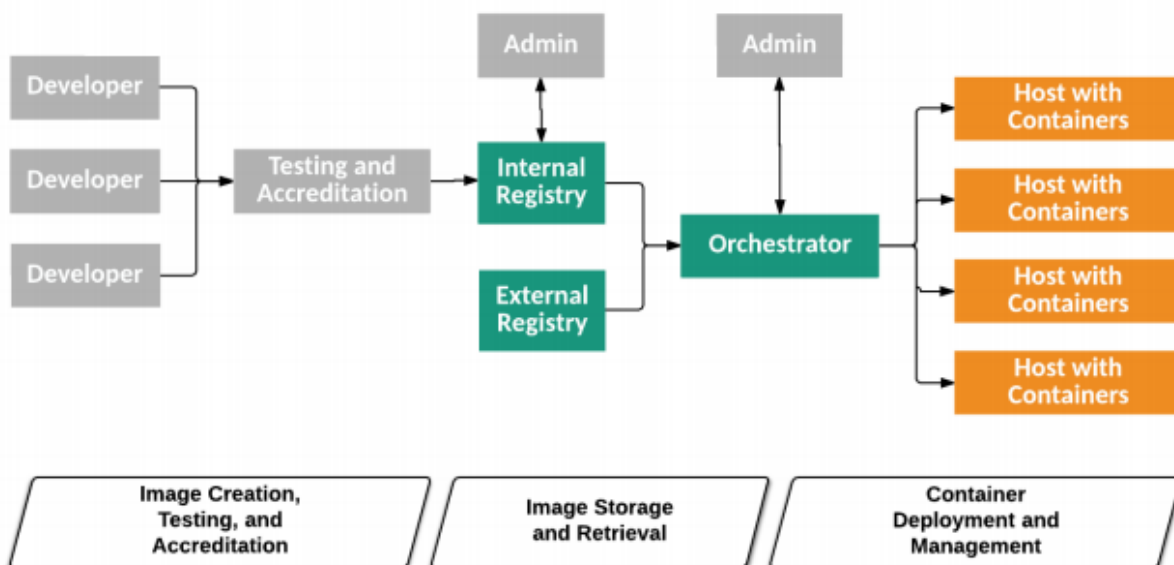 Admin
Admin
Developer
Host with
Containers
Developer
Testing and
Accreditation
Internal
Registry
Host with
Containers
Orchestrator
Developer
External
Registry
Host with
Containers
Host with
Containers
Image Creation,
Testing, and
Accreditation
Image Storage
and Retrieval
Container
Deployment and
Management